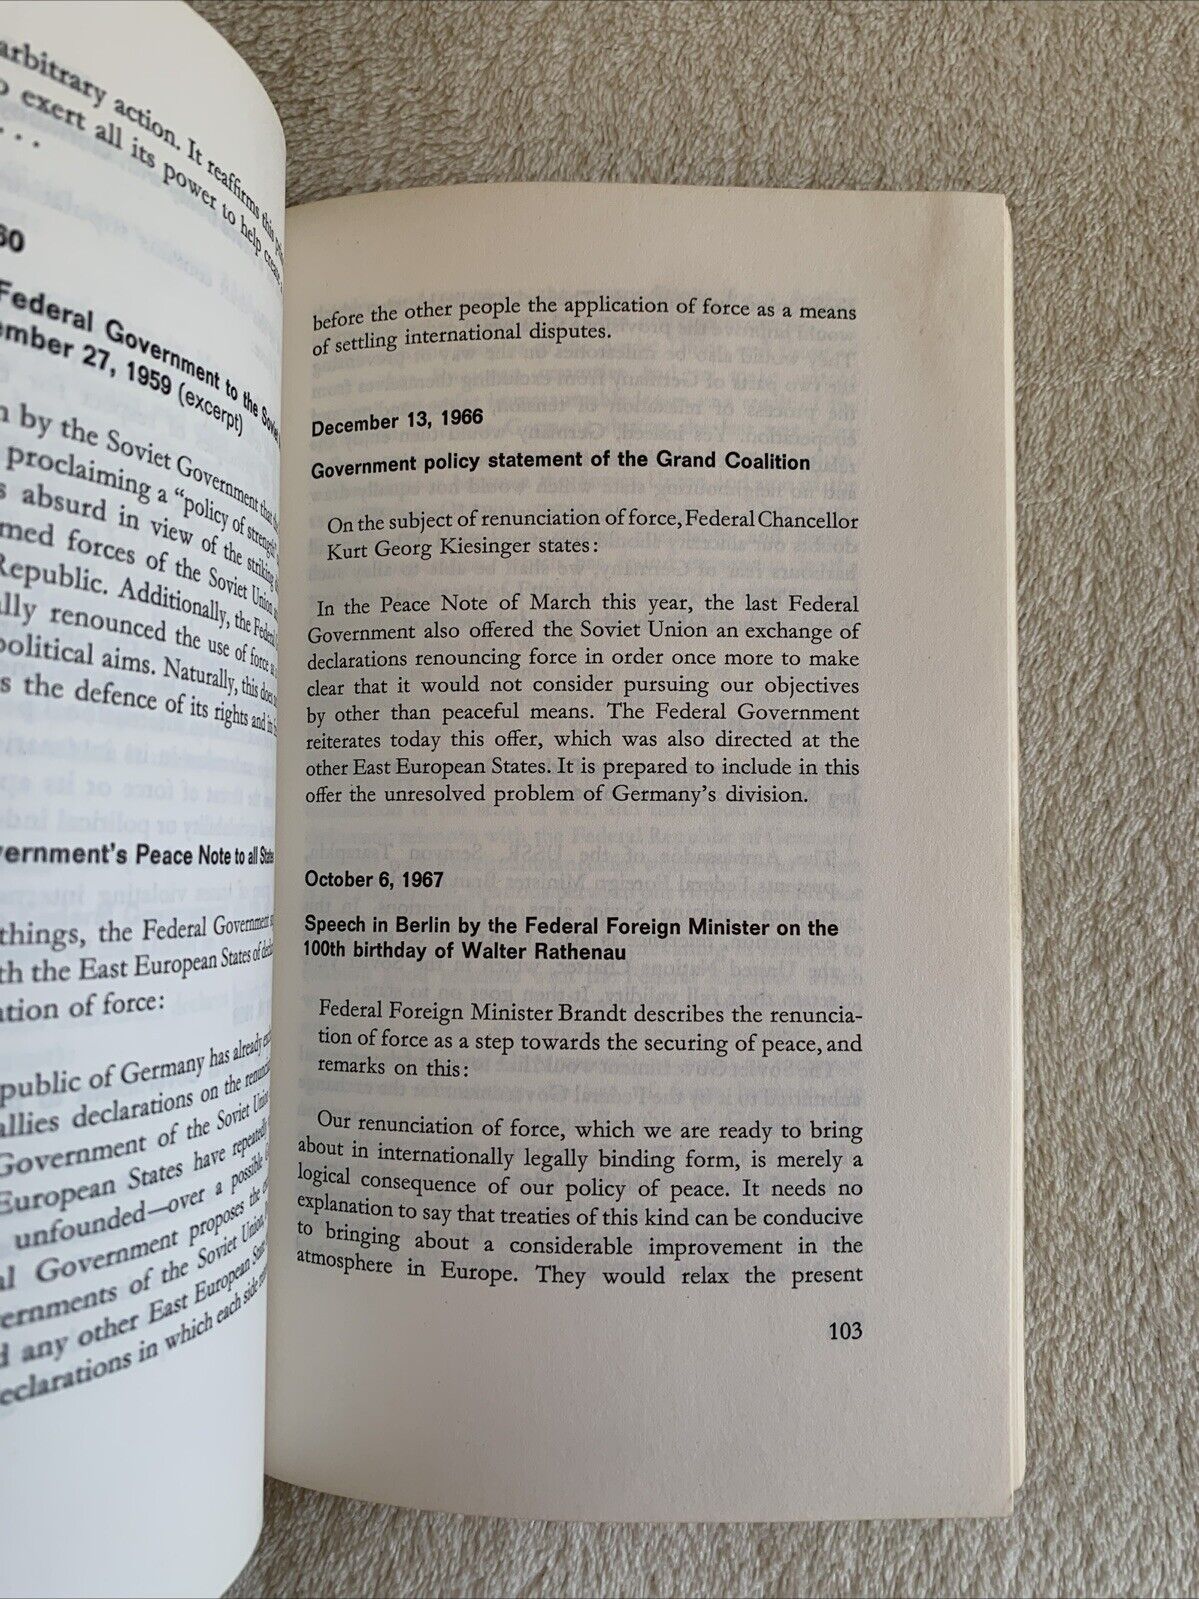 arbitrary action. It reaffirms this
exert all its power to help create
. . .
60
Federal Government to the Soviet
ember 27, 1959 (excerpt)
by the Soviet Government that
proclaiming a “policy of strength”
absurd in view of the striking
med forces of the Soviet Union
Republic. Additionally, the Federal
ally renounced the use of force
political aims. Naturally, this does
s the defence of its rights and
vernment's Peace Note to all States
things, the Federal Government
th the East European States of
ation of force:
public of Germany has already
allies declarations on the
Government of the Soviet Union
European States have repeatedly
unfounded—over a possible
al Government proposes the
ernments of the Soviet Union,
d any other East European State
eclarations in which each side
before the other people the application of force as a means
of settling international disputes.
December 13, 1966
Government policy statement of the Grand Coalition
On the subject of renunciation of force, Federal Chancellor
Kurt Georg Kiesinger states:
In the Peace Note of March this year, the last Federal
Government also offered the Soviet Union an exchange of
declarations renouncing force in order once more to make
clear that it would not consider pursuing our objectives
by other than peaceful means. The Federal Government
reiterates today this offer, which was also directed at the
other East European States. It is prepared to include in this
offer the unresolved problem of Germany's division.
October 6, 1967
Speech in Berlin by the Federal Foreign Minister on the
100th birthday of Walter Rathenau
Federal Foreign Minister Brandt describes the renuncia-
tion of force as a step towards the securing of peace, and
remarks on this:
Our renunciation of force, which we are ready to bring
about in internationally legally binding form, is merely a
logical consequence of our policy of peace. It needs no
explanation to say that treaties of this kind can be conducive
to bringing about a considerable improvement in the
atmosphere in Europe. They would relax the present
103